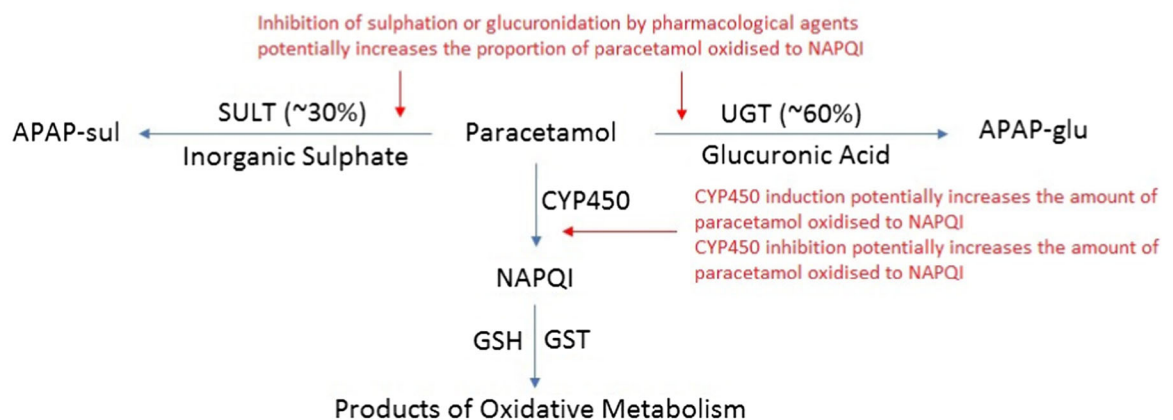 Inhibition of sulphation or glucuronidation by pharmacological agents
potentially increases the proportion of paracetamol oxidised to NAPQI
SULT (~30%)
UGT (~60%)
APAP-sul
Paracetamol
APAP-glu
Inorganic Sulphate
Glucuronic Acid
CYP450
CYP450 induction potentially increases the amount of
paracetamol oxidised to NAPQI
CYP450 inhibition potentially increases the amount of
paracetamol oxidised to NAPQI
NAPQI
GSH
GST
Products of Oxidative Metabolism